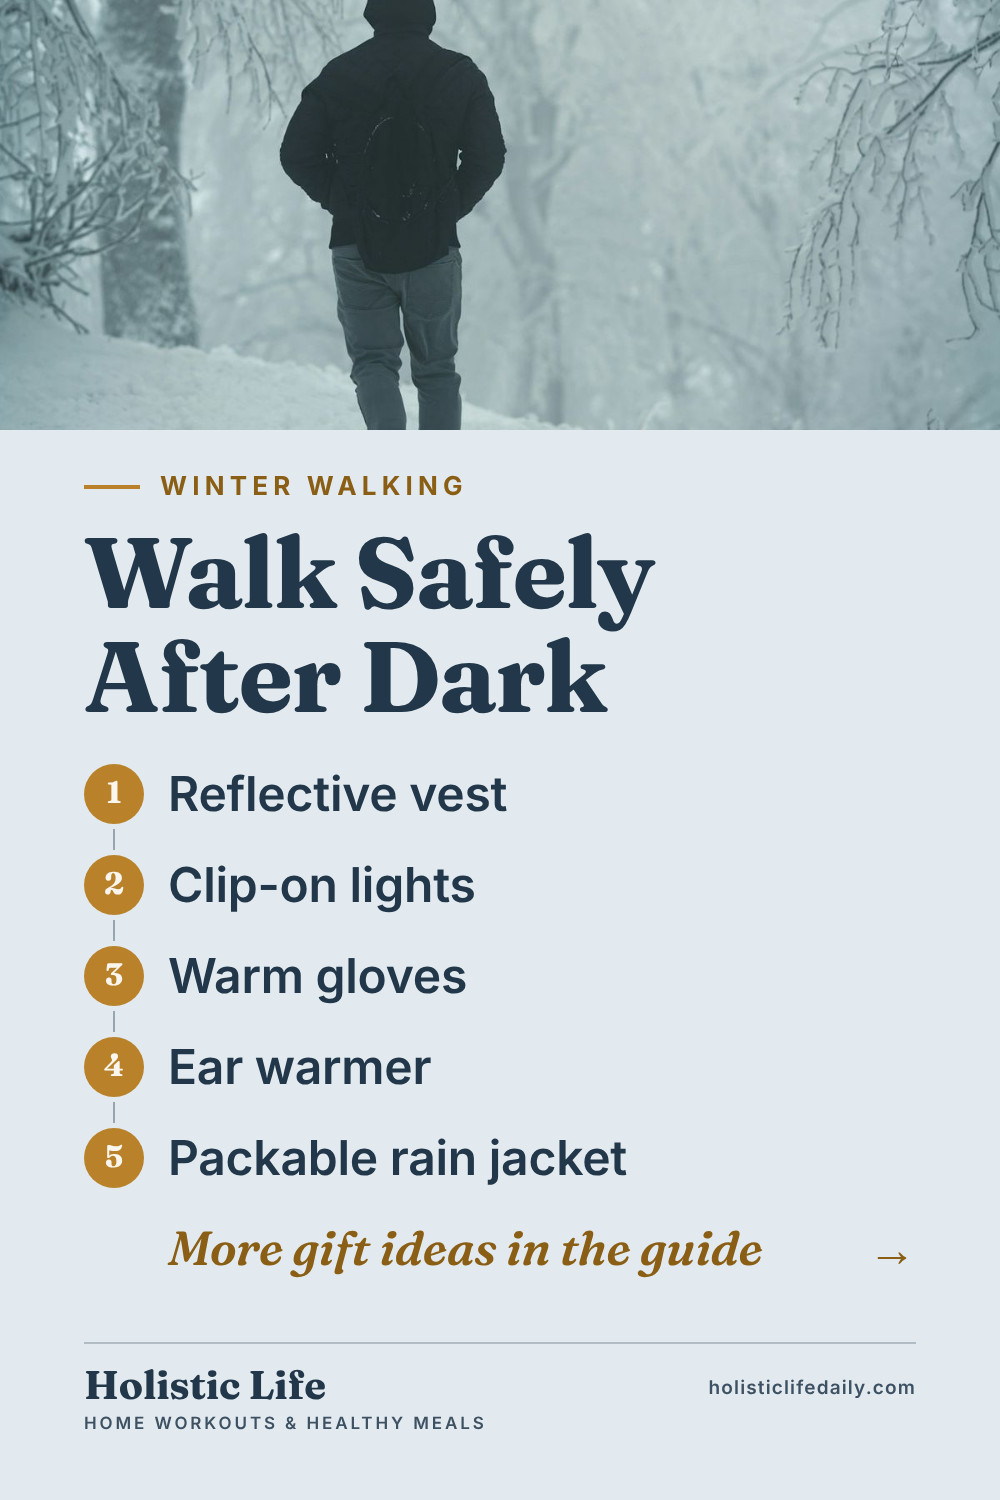 WINTER WALKING
Walk Safely
After Dark
1 Reflective vest
2 Clip-on lights
3 Warm gloves
4 Ear warmer
5 Packable rain jacket
More gift ideas in the guide →
Holistic Life
holisticlifedaily.com
HOME WORKOUTS & HEALTHY MEALS